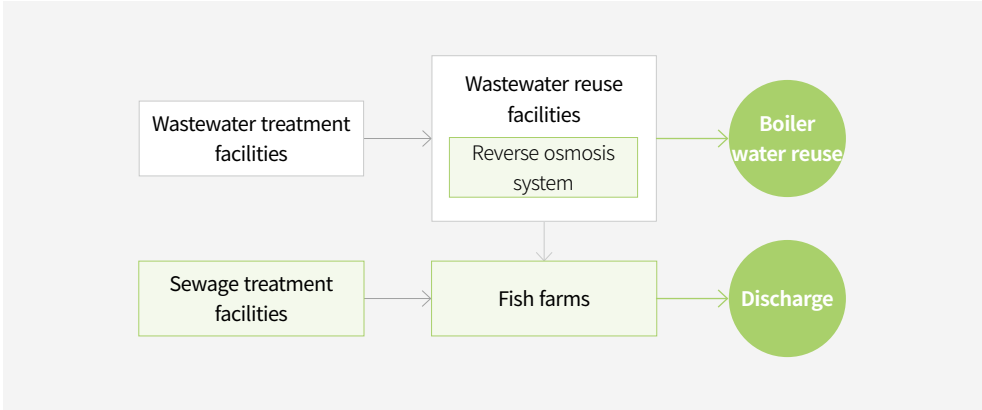 Wastewater treatment
facilities
Wastewater reuse
facilities
Reverse osmosis
system
Boiler
water reuse
Sewage treatment
facilities
Fish farms
Discharge